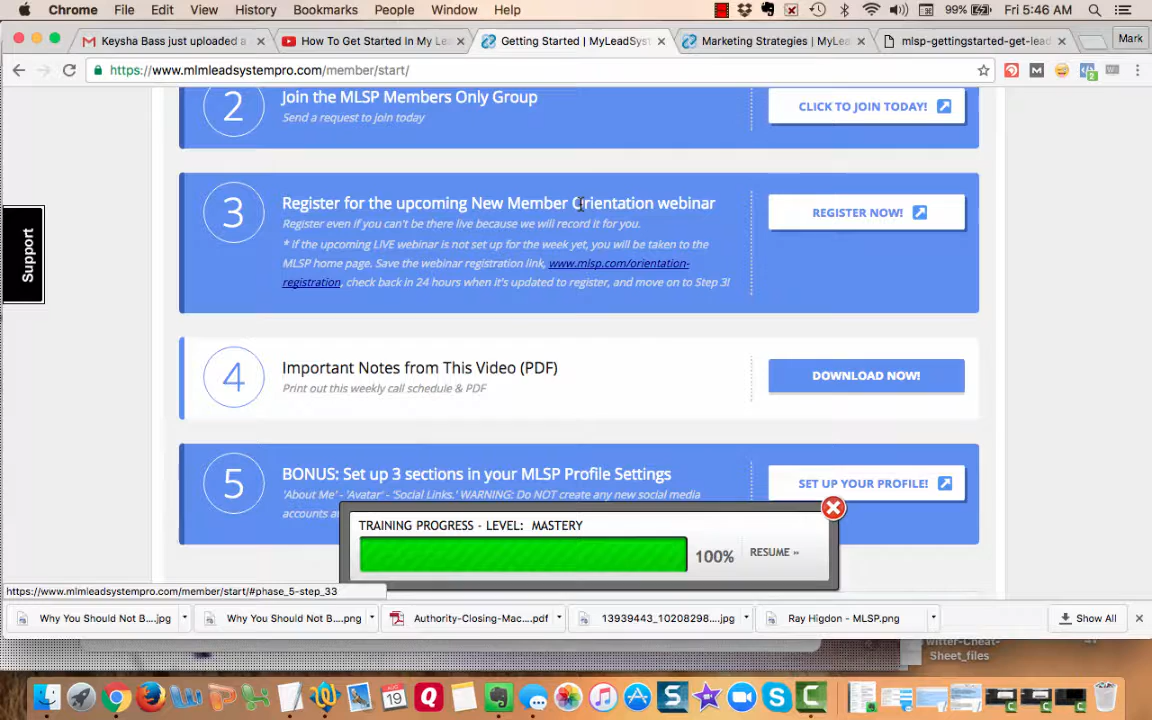 Chrome File Edit View History Bookmarks People Window Help
99% Fri 5:46 AM
Keysha Bass just uploaded a
How To Get Started In My Le
Getting Started | MyLeadSys
Marketing Strategies | MyLe
mlsp-gettingstarted-get-lead
Mark
https://www.mlmleadsystempro.com/member/start/
2
Join the MLSP Members Only Group
Send a request to join today
CLICK TO JOIN TODAY!
Support
3
Register for the upcoming New Member Orientation webinar
Register even if you can't be there live because we will record it for you.
* If the upcoming LIVE webinar is not set up for the week yet, you will be taken to the
MLSP home page. Save the webinar registration link, www.mlsp.com/orientation-
registration, check back in 24 hours when it's updated to register, and move on to Step 3!
REGISTER NOW!
4
Important Notes from This Video (PDF)
Print out this weekly call schedule & PDF
DOWNLOAD NOW!
5
BONUS: Set up 3 sections in your MLSP Profile Settings
'About Me' - 'Avatar' - 'Social Links.' WARNING: Do NOT create any new social media
accounts
SET UP YOUR PROFILE!
TRAINING PROGRESS - LEVEL: MASTERY
100%
RESUME »
https://www.mlmleadsystempro.com/member/start/#phase_5-step_33
Why You Should Not B....jpg
Why You Should Not B....png
Authority-Closing-Mac....pdf
13939443_10208298....jpg
Ray Higdon - MLSP.png
Show All
witter-Cheat-
Sheet_files
19